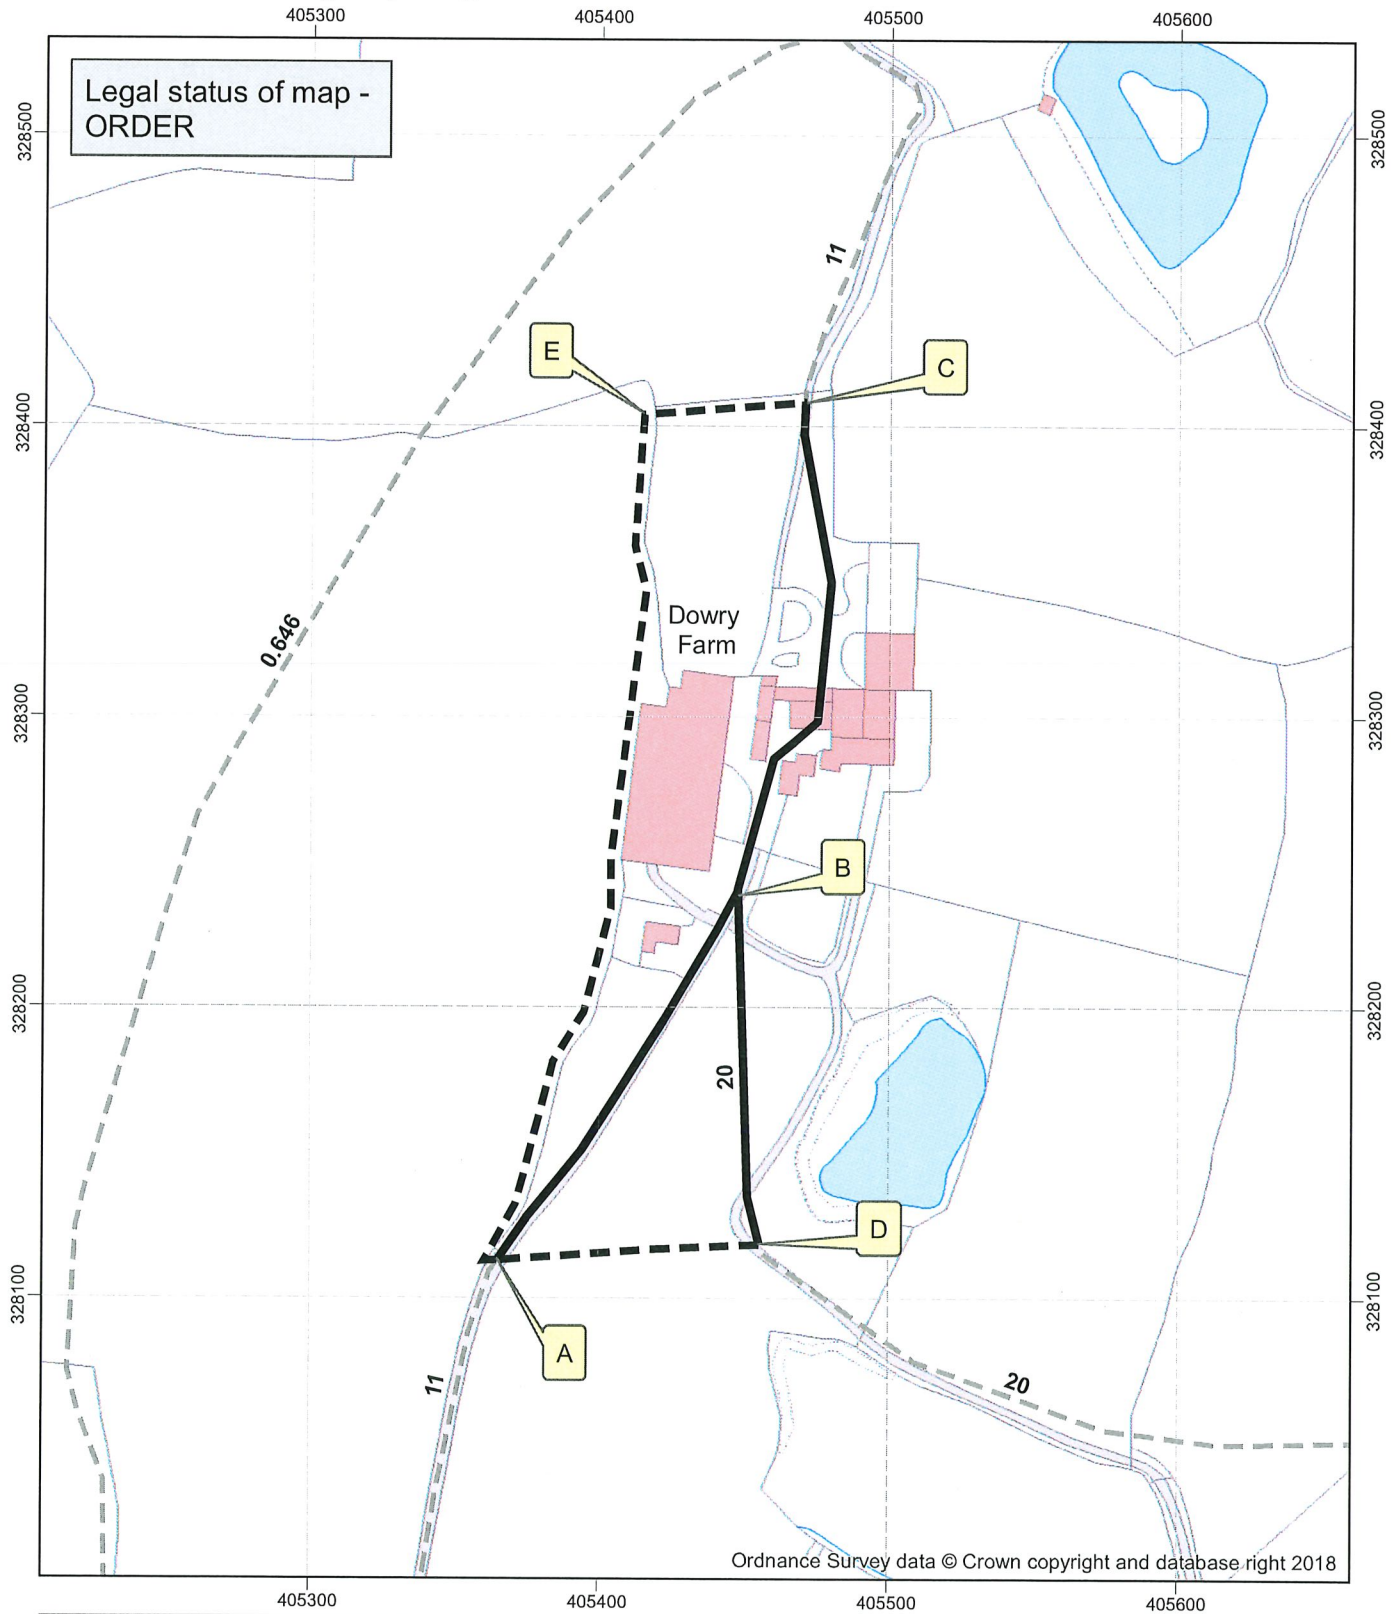 405300
405400
405500
405600
Legal status of map -
ORDER
328500
328500
11
E
C
328400
328400
0.646
Dowry
Farm
328300
328300
B
328200
328200
20
D
328100
328100
A
11
20
Ordnance Survey data © Crown copyright and database right 2018
405300
405400
405500
405600